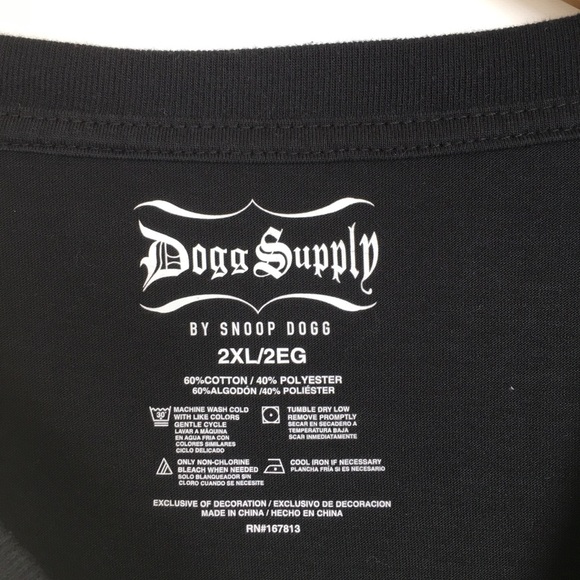 Dogg Supply
BY SNOOP DOGG
2XL/2EG
60%COTTON / 40% POLYESTER
60%ALGODÓN /40% POLIÉSTER
30°
MACHINE WASH COLD
WITH LIKE COLORS
GENTLE CYCLE
LAVAR A MÁQUINA
EN AGUA FRIA CON
COLORES SIMILARES
CICLO DELICADO
TUMBLE DRY LOW
REMOVE PROMPTLY
SECAR EN SECADERO A
TEMPERATURA BAJA
SCAR INMEDIATAMENTE
ONLY NON-CHLORINE
BLEACH WHEN NEEDED
SOLO BLANQUEADOR SIN
CLORO CUANDO SE NECESITE
COOL IRON IF NECESSARY
PLANCHA FRÍA SI ES NECESARIO
EXCLUSIVE OF DECORATION / EXCLUSIVO DE DECORACION
MADE IN CHINA / HECHO EN CHINA
RN#167813